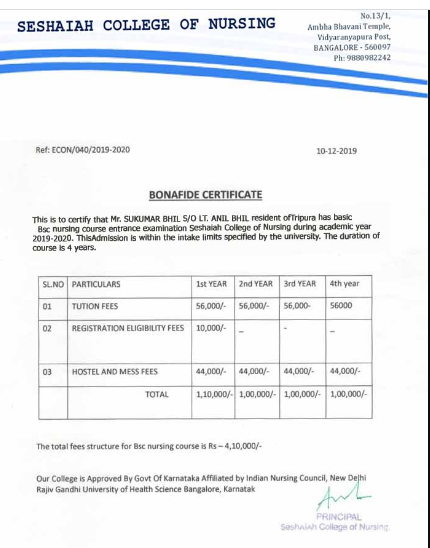 SESHAIAH COLLEGE OF NURSING
No.13/1,
Ambha Bhavani Temple,
Vidyaranyapura Post,
BANGALORE - 560097
Ph: 9880982242
Ref: ECON/040/2019-2020
10-12-2019
BONAFIDE CERTIFICATE
This is to certify that Mr. SUKUMAR BHIL S/O LT. ANIL BHIL resident ofTripura has basic
Bsc nursing course entrance examination Seshaiah College of Nursing during academic year
2019-2020. ThisAdmission is within the intake limits specified by the university. The duration of
course is 4 years.
SL.NO PARTICULARS 1st YEAR 2nd YEAR 3rd YEAR 4th year
01 TUTION FEES 56,000/- 56,000/- 56,000- 56000
02 REGISTRATION ELIGIBILITY FEES 10,000/- _ - _
03 HOSTEL AND MESS FEES 44,000/- 44,000/- 44,000/- 44,000/-
TOTAL 1,10,000/- 1,00,000/- 1,00,000/- 1,00,000/-
The total fees structure for Bsc nursing course is Rs – 4,10,000/-
Our College is Approved By Govt Of Karnataka Affiliated by Indian Nursing Council, New Delhi
Rajiv Gandhi University of Health Science Bangalore, Karnatak
PRINCIPAL
Seshaiah College of Nursing